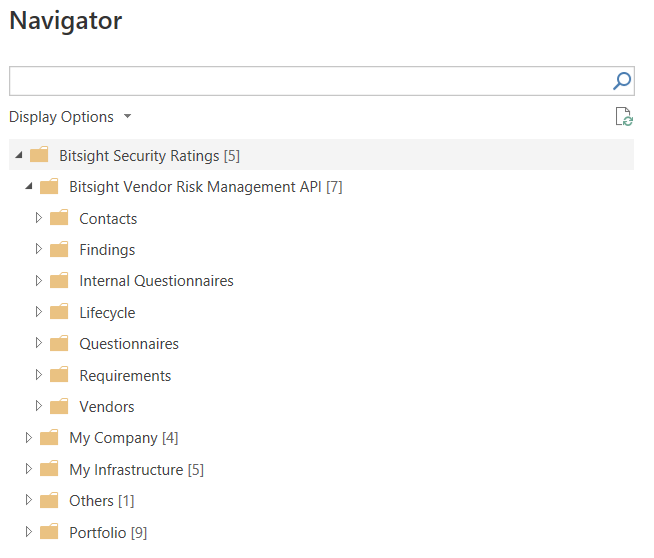 Navigator
Display Options
Bitsight Security Ratings [5]
Bitsight Vendor Risk Management API [7]
Contacts
Findings
Internal Questionnaires
Lifecycle
Questionnaires
Requirements
Vendors
My Company [4]
My Infrastructure [5]
Others [1]
Portfolio [9]